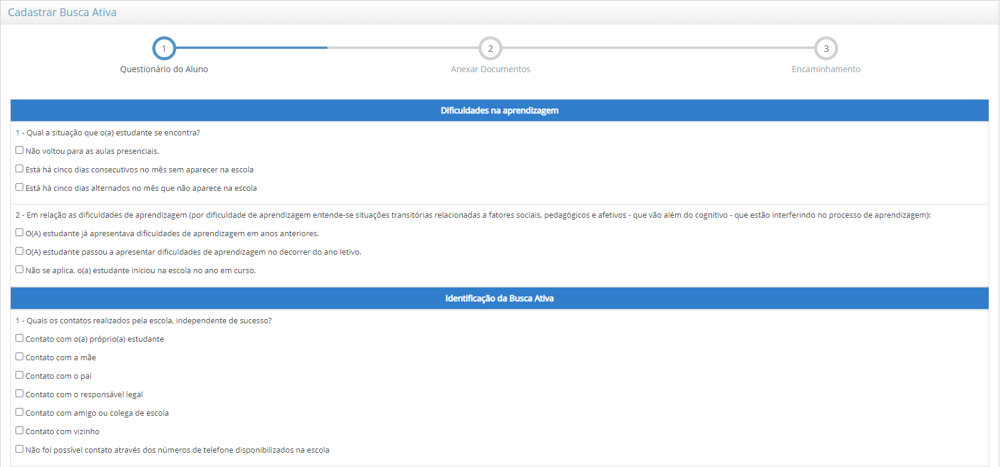 Cadastrar Busca Ativa
1
2
3
Questionário do Aluno
Anexar Documentos
Encaminhamento
Dificuldades na aprendizagem
1 - Qual a situação que o(a) estudante se encontra?
Não voltou para as aulas presenciais.
Está há cinco dias consecutivos no mês sem aparecer na escola
Está há cinco dias alternados no mês que não aparece na escola
2 - Em relação as dificuldades de aprendizagem (por dificuldade de aprendizagem entende-se situações transitórias relacionadas a fatores sociais, pedagógicos e afetivos - que vão além do cognitivo - que estão interferindo no processo de aprendizagem):
O(A) estudante já apresentava dificuldades de aprendizagem em anos anteriores.
O(A) estudante passou a apresentar dificuldades de aprendizagem no decorrer do ano letivo.
Não se aplica, o(a) estudante iniciou na escola no ano em curso.
Identificação da Busca Ativa
1 - Quais os contatos realizados pela escola, independente de sucesso?
Contato com o(a) próprio(a) estudante
Contato com a mãe
Contato com o pai
Contato com o responsável legal
Contato com amigo ou colega de escola
Contato com vizinho
Não foi possível contato através dos números de telefone disponibilizados na escola